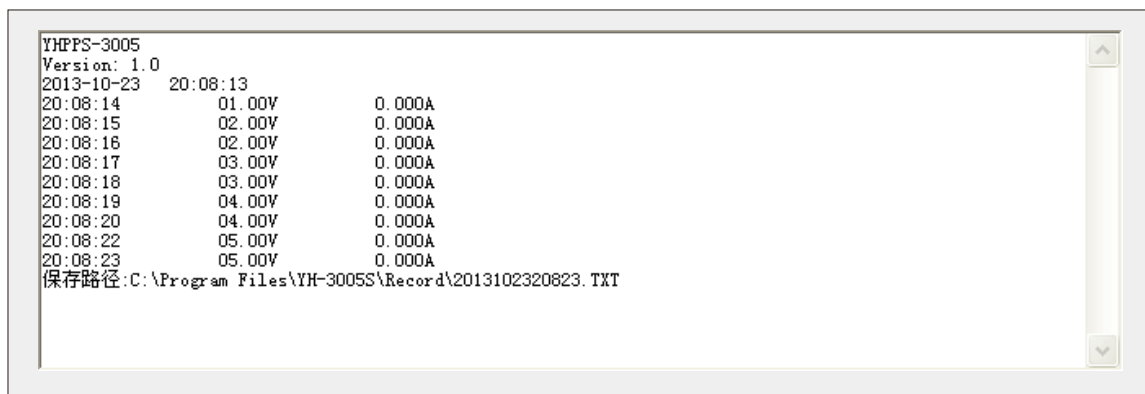 YHPPS-3005
Version: 1.0
2013-10-23 20:08:13
20:08:14 01.00V 0.000A
20:08:15 02.00V 0.000A
20:08:16 02.00V 0.000A
20:08:17 03.00V 0.000A
20:08:18 03.00V 0.000A
20:08:19 04.00V 0.000A
20:08:20 04.00V 0.000A
20:08:22 05.00V 0.000A
20:08:23 05.00V 0.000A
保存路径:C:\Program Files\YH-3005S\Record\2013102320823.TXT